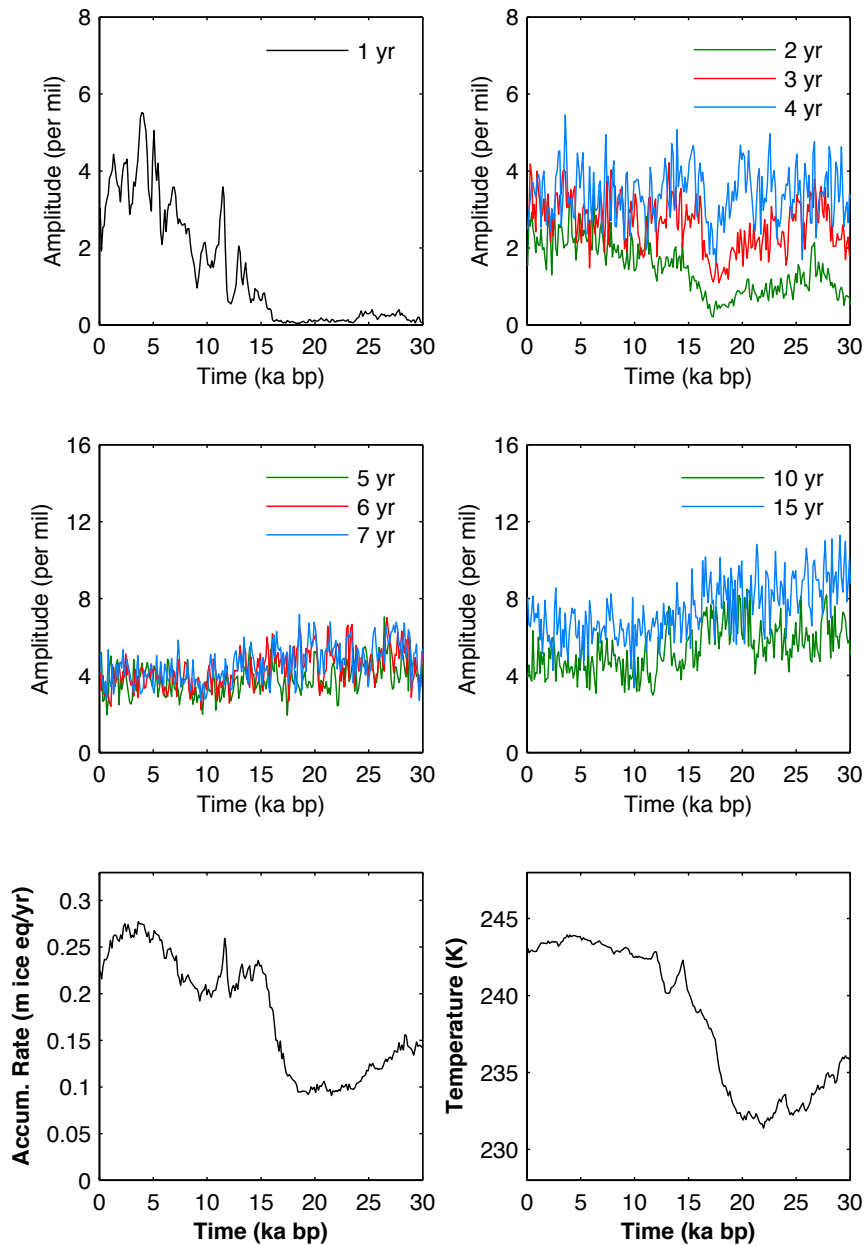 8
6
4
2
0
Amplitude (per mil)
1 yr
0 5 10 15 20 25 30
Time (ka bp)
8
6
4
2
0
Amplitude (per mil)
2 yr
3 yr
4 yr
0 5 10 15 20 25 30
Time (ka bp)
16
12
8
4
0
Amplitude (per mil)
5 yr
6 yr
7 yr
0 5 10 15 20 25 30
Time (ka bp)
16
12
8
4
0
Amplitude (per mil)
10 yr
15 yr
0 5 10 15 20 25 30
Time (ka bp)
0.3
0.25
0.2
0.15
0.1
0.05
0
Accum. Rate (m ice eq/yr)
0 5 10 15 20 25 30
Time (ka bp)
245
240
235
230
Temperature (K)
0 5 10 15 20 25 30
Time (ka bp)